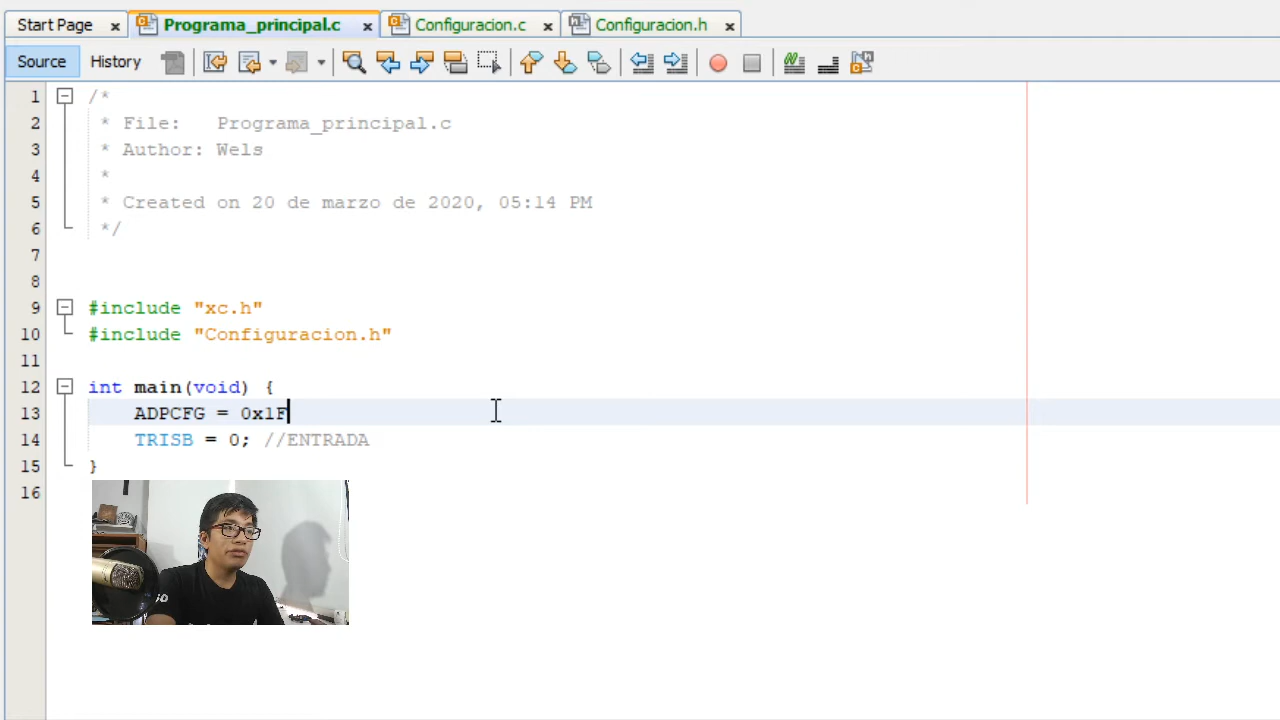 Start Page
Programa_principal.c
Configuracion.c
Configuracion.h
Source
History
1 /*
2 * File:   Programa_principal.c
3 * Author: Wels
4 *
5 * Created on 20 de marzo de 2020, 05:14 PM
6 */
7
8
9 #include "xc.h"
10 #include "Configuracion.h"
11
12 int main(void) {
13 ADPCFG = 0x1F
14 TRISB = 0; //ENTRADA
15 }
16